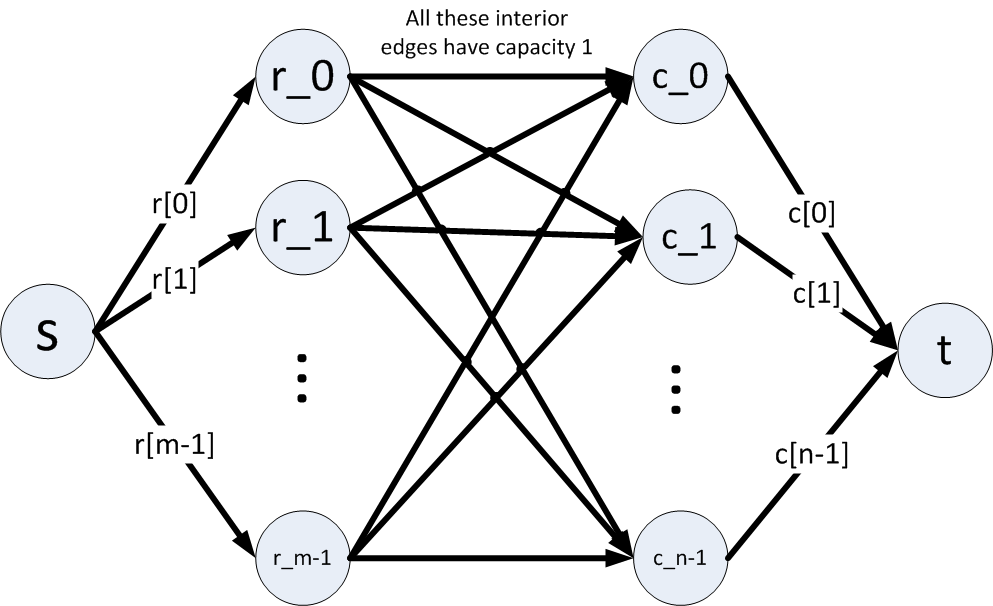 All these interior
edges have capacity 1
r_0
c_0
r[0]
c[0]
r_1
c_1
r[1]
c[1]
s
t
r[m-1]
c[n-1]
r_m-1
c_n-1